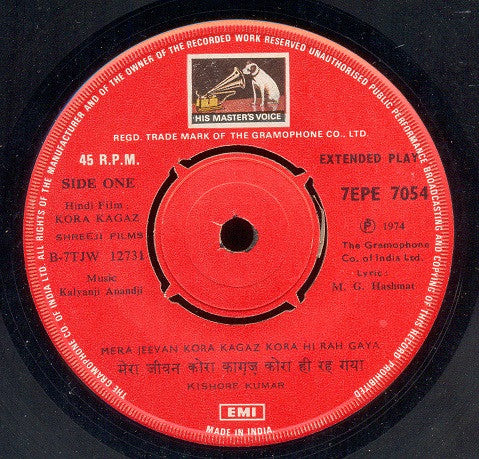 ALL RIGHTS OF THE MANUFACTURER AND OF THE OWNER OF THE RECORDED WORK RESERVED UNAUTHORISED PUBLIC PERFORMANCE BROADCASTING AND COPYING OF THIS RECORD PROHIBITED
HIS MASTER'S VOICE
REGD. TRADE MARK OF THE GRAMOPHONE CO., LTD.
45 R.P.M.
SIDE ONE
Hindi Film
KORA KAGAZ
SHREEJI FILMS
B-7TJW 12731
Music
Kalyanji Anandji
EXTENDED PLAY
7EPE 7054
Ⓟ 1974
The Gramophone
Co. of India Ltd.
Lyric:
M. G. Hashmat
MERA JEEVAN KORA KAGAZ KORA HI RAH GAYA
मेरा जीवन कोरा काग़ज़ कोरा ही रह गया
KISHORE KUMAR
EMI
MADE IN INDIA
THE GRAMOPHONE CO. OF INDIA LTD.